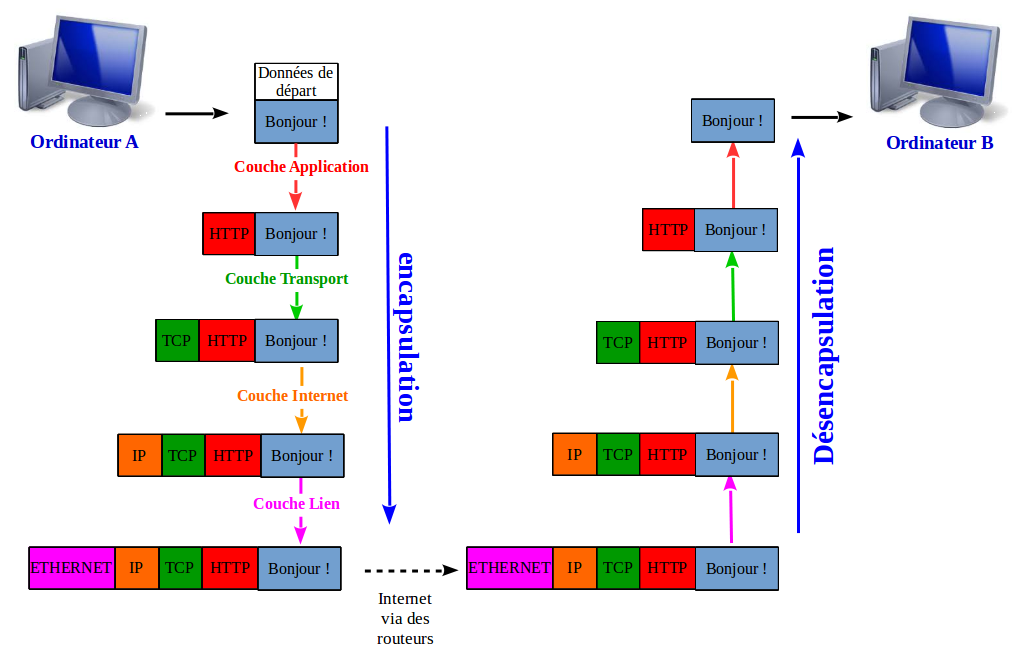 Ordinateur A
Données de
départ
Bonjour !
Couche Application
HTTP Bonjour !
Couche Transport
TCP HTTP Bonjour !
Couche Internet
IP TCP HTTP Bonjour !
Couche Lien
ETHERNET IP TCP HTTP Bonjour !
encapsulation
Internet
via des
routeurs
ETHERNET IP TCP HTTP Bonjour !
IP TCP HTTP Bonjour !
TCP HTTP Bonjour !
HTTP Bonjour !
Bonjour !
Désencapsulation
Ordinateur B